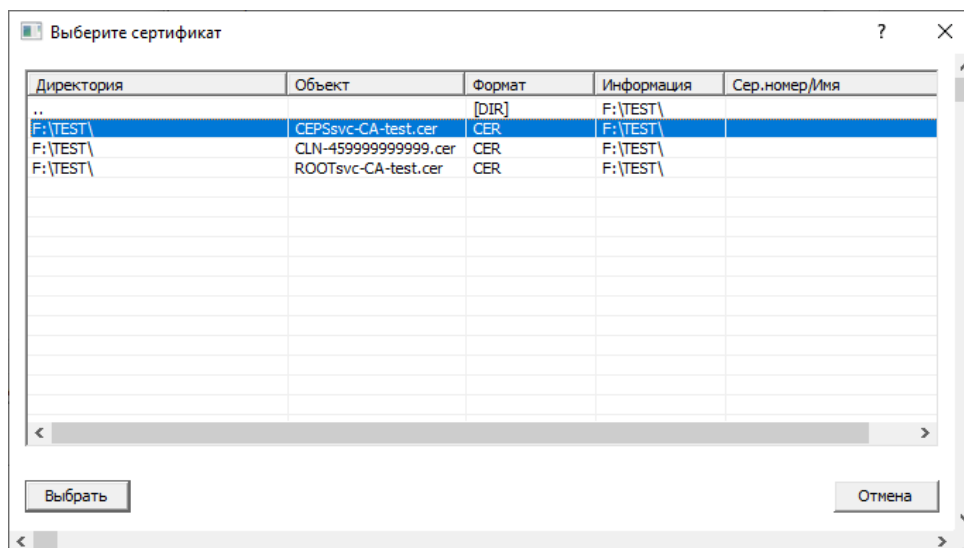 Выберите сертификат ?
Директория Объект Формат Информация Сер.номер/Имя
.. [DIR] F:\TEST\
F:\TEST\ CEPSsvc-CA-test.cer CER F:\TEST\
F:\TEST\ CLN-459999999999.cer CER F:\TEST\
F:\TEST\ ROOTsvc-CA-test.cer CER F:\TEST\
Выбрать Отмена